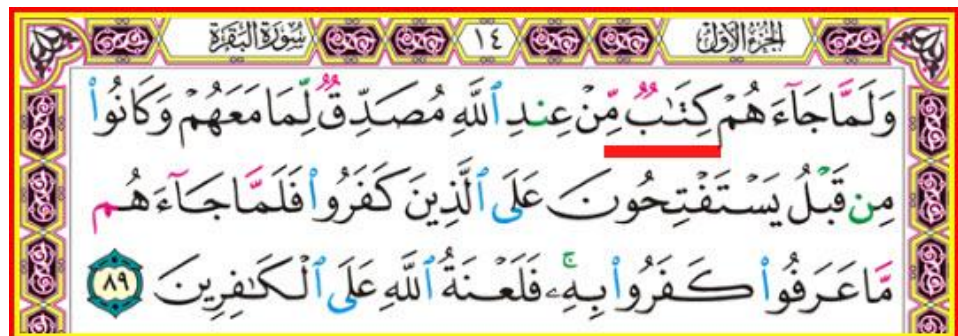 الجزء الأول ١٤ سورة البقرة
وَلَمَّا جَآءَهُمْ كِتَٰبٌ مِّنْ عِندِ ٱللَّهِ مُصَدِّقٌ لِّمَا مَعَهُمْ وَكَانُوا۟
مِن قَبْلُ يَسْتَفْتِحُونَ عَلَى ٱلَّذِينَ كَفَرُوا۟ فَلَمَّا جَآءَهُم
مَّا عَرَفُوا۟ كَفَرُوا۟ بِهِۦۚ فَلَعْنَةُ ٱللَّهِ عَلَى ٱلْكَٰفِرِينَ ٨٩